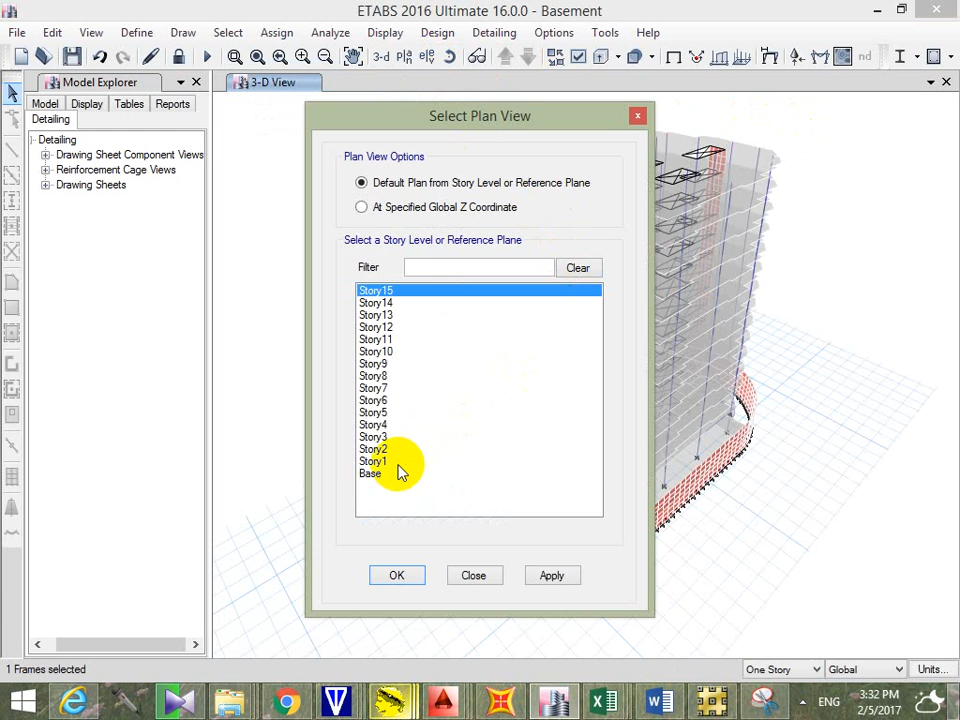 ETABS 2016 Ultimate 16.0.0 - Basement
File Edit View Define Draw Select Assign Analyze Display Design Detailing Options Tools Help
3-d plan elev nd
Model Explorer
3-D View
Model Display Tables Reports
Detailing
Detailing
Drawing Sheet Component Views
Reinforcement Cage Views
Drawing Sheets
Select Plan View
Plan View Options
Default Plan from Story Level or Reference Plane
At Specified Global Z Coordinate
Select a Story Level or Reference Plane
Filter
Clear
Story15
Story14
Story13
Story12
Story11
Story10
Story9
Story8
Story7
Story6
Story5
Story4
Story3
Story2
Story1
Base
OK Close Apply
1 Frames selected
One Story Global Units...
ENG
3:32 PM
2/5/2017